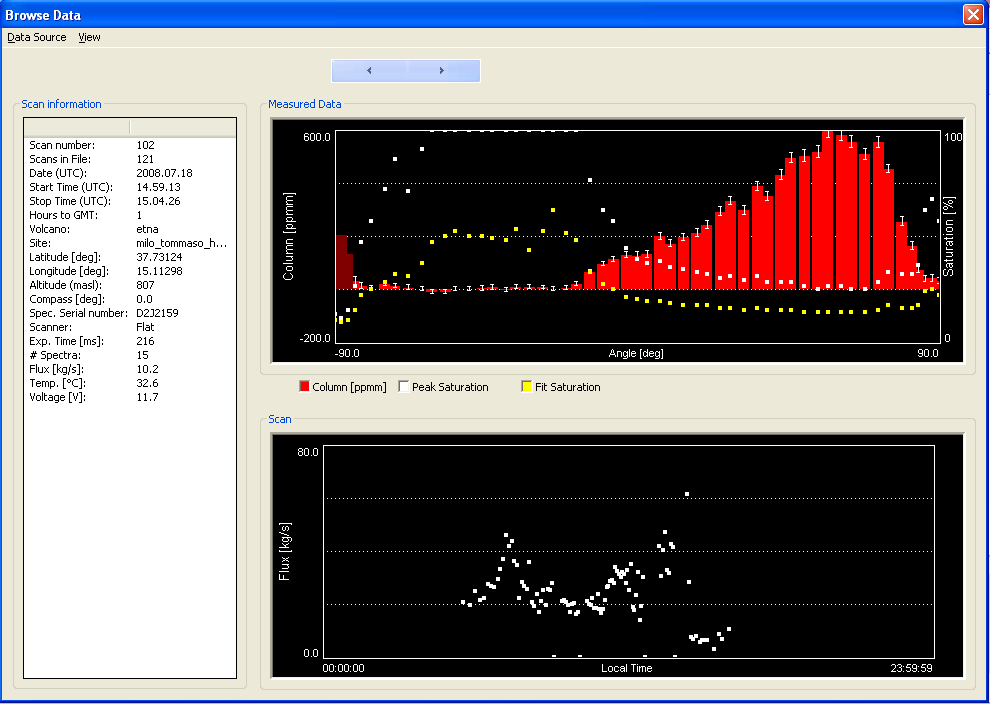 Browse Data
Data Source View
Scan information
Scan number: 102
Scans in File: 121
Date (UTC): 2008.07.18
Start Time (UTC): 14.59.13
Stop Time (UTC): 15.04.26
Hours to GMT: 1
Volcano: etna
Site: milo_tommaso_h...
Latitude [deg]: 37.73124
Longitude [deg]: 15.11298
Altitude (masl): 807
Compass [deg]: 0.0
Spec. Serial number: D2J2159
Scanner: Flat
Exp. Time [ms]: 216
# Spectra: 15
Flux [kg/s]: 10.2
Temp. [°C]: 32.6
Voltage [V]: 11.7
Measured Data
600.0
100
Column [ppmm]
Saturation [%]
-200.0
0
-90.0 Angle [deg] 90.0
Column [ppmm] Peak Saturation Fit Saturation
Scan
80.0
Flux [kg/s]
0.0
00:00:00 Local Time 23:59:59